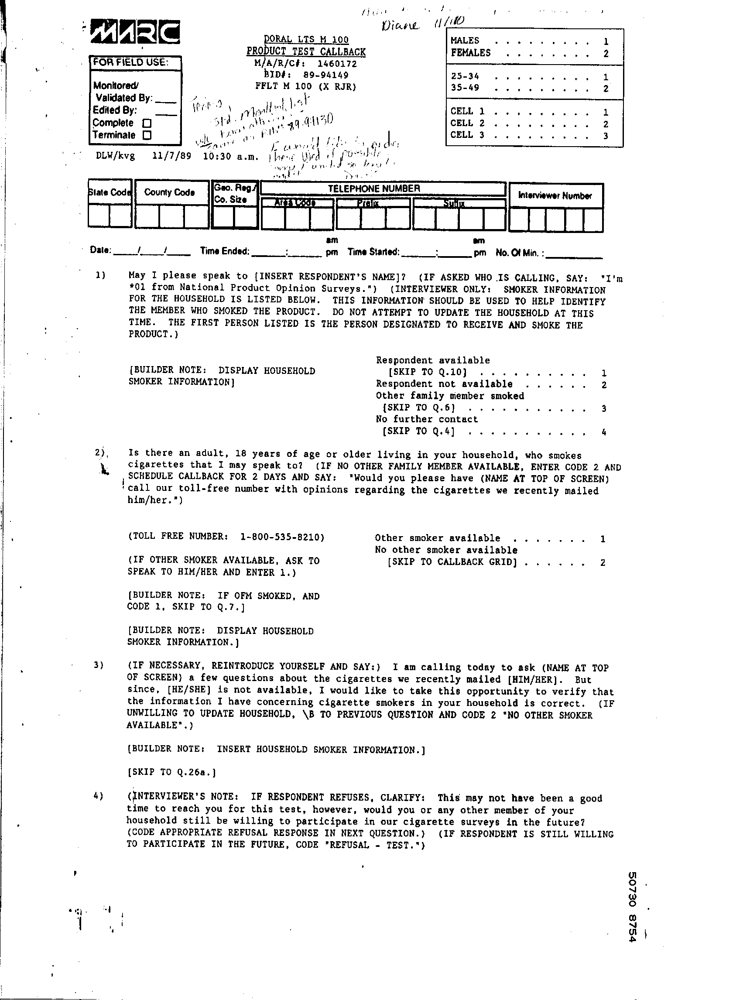 Diane 11/10
MARC
DORAL LTS M 100
PRODUCT TEST CALLBACK
M/A/R/C#: 1460172
BID#: 89-94149
FFLT M 100 (X RJR)
MALES . . . . . . . . . 1
FEMALES . . . . . . . . 2
25-34 . . . . . . . . . 1
35-49 . . . . . . . . . 2
CELL 1 . . . . . . . . . 1
CELL 2 . . . . . . . . . 2
CELL 3 . . . . . . . . . 3
FOR FIELD USE:
Monitored/
Validated By: ____
Edited By: ____
Complete ☐
Terminate ☐
DLW/kvg 11/7/89 10:30 a.m.
State Code County Code Geo. Reg./ Co. Size TELEPHONE NUMBER Interviewer Number
Area Code Prefix Suffix
Date: ___/___/___ Time Ended: ______:______ am pm Time Started: ______:______ am pm No. Of Min. : ________
1) May I please speak to [INSERT RESPONDENT'S NAME]? (IF ASKED WHO IS CALLING, SAY: "I'm
*01 from National Product Opinion Surveys.") (INTERVIEWER ONLY: SMOKER INFORMATION
FOR THE HOUSEHOLD IS LISTED BELOW. THIS INFORMATION SHOULD BE USED TO HELP IDENTIFY
THE MEMBER WHO SMOKED THE PRODUCT. DO NOT ATTEMPT TO UPDATE THE HOUSEHOLD AT THIS
TIME. THE FIRST PERSON LISTED IS THE PERSON DESIGNATED TO RECEIVE AND SMOKE THE
PRODUCT.)
[BUILDER NOTE: DISPLAY HOUSEHOLD
SMOKER INFORMATION]
Respondent available
[SKIP TO Q.10] . . . . . . . . . . 1
Respondent not available . . . . . . 2
Other family member smoked
[SKIP TO Q.6] . . . . . . . . . . . 3
No further contact
[SKIP TO Q.4] . . . . . . . . . . . 4
2) Is there an adult, 18 years of age or older living in your household, who smokes
cigarettes that I may speak to? (IF NO OTHER FAMILY MEMBER AVAILABLE, ENTER CODE 2 AND
SCHEDULE CALLBACK FOR 2 DAYS AND SAY: "Would you please have (NAME AT TOP OF SCREEN)
call our toll-free number with opinions regarding the cigarettes we recently mailed
him/her.")
(TOLL FREE NUMBER: 1-800-535-8210)
(IF OTHER SMOKER AVAILABLE, ASK TO
SPEAK TO HIM/HER AND ENTER 1.)
[BUILDER NOTE: IF OFM SMOKED, AND
CODE 1, SKIP TO Q.7.]
[BUILDER NOTE: DISPLAY HOUSEHOLD
SMOKER INFORMATION.]
Other smoker available . . . . . . . 1
No other smoker available
[SKIP TO CALLBACK GRID] . . . . . . 2
3) (IF NECESSARY, REINTRODUCE YOURSELF AND SAY:) I am calling today to ask (NAME AT TOP
OF SCREEN) a few questions about the cigarettes we recently mailed [HIM/HER]. But
since, [HE/SHE] is not available, I would like to take this opportunity to verify that
the information I have concerning cigarette smokers in your household is correct. (IF
UNWILLING TO UPDATE HOUSEHOLD, \B TO PREVIOUS QUESTION AND CODE 2 "NO OTHER SMOKER
AVAILABLE".)
[BUILDER NOTE: INSERT HOUSEHOLD SMOKER INFORMATION.]
[SKIP TO Q.26a.]
4) (INTERVIEWER'S NOTE: IF RESPONDENT REFUSES, CLARIFY: This may not have been a good
time to reach you for this test, however, would you or any other member of your
household still be willing to participate in our cigarette surveys in the future?
(CODE APPROPRIATE REFUSAL RESPONSE IN NEXT QUESTION.) (IF RESPONDENT IS STILL WILLING
TO PARTICIPATE IN THE FUTURE, CODE "REFUSAL - TEST.")
50730 8754